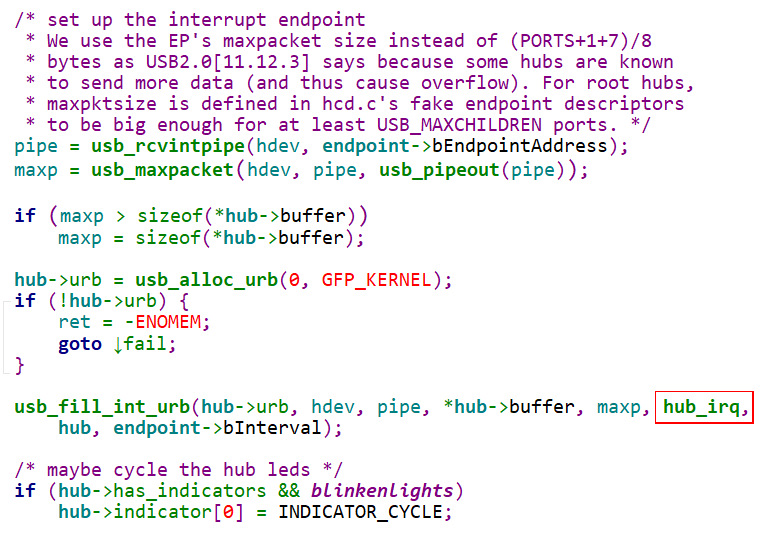 /* set up the interrupt endpoint
 * We use the EP's maxpacket size instead of (PORTS+1+7)/8
 * bytes as USB2.0[11.12.3] says because some hubs are known
 * to send more data (and thus cause overflow). For root hubs,
 * maxpktsize is defined in hcd.c's fake endpoint descriptors
 * to be big enough for at least USB_MAXCHILDREN ports. */
pipe = usb_rcvintpipe(hdev, endpoint->bEndpointAddress);
maxp = usb_maxpacket(hdev, pipe, usb_pipeout(pipe));
if (maxp > sizeof(*hub->buffer))
    maxp = sizeof(*hub->buffer);
hub->urb = usb_alloc_urb(0, GFP_KERNEL);
if (!hub->urb) {
    ret = -ENOMEM;
    goto ↓fail;
}
usb_fill_int_urb(hub->urb, hdev, pipe, *hub->buffer, maxp, hub_irq,
    hub, endpoint->bInterval);
/* maybe cycle the hub leds */
if (hub->has_indicators && blinkenlights)
    hub->indicator[0] = INDICATOR_CYCLE;